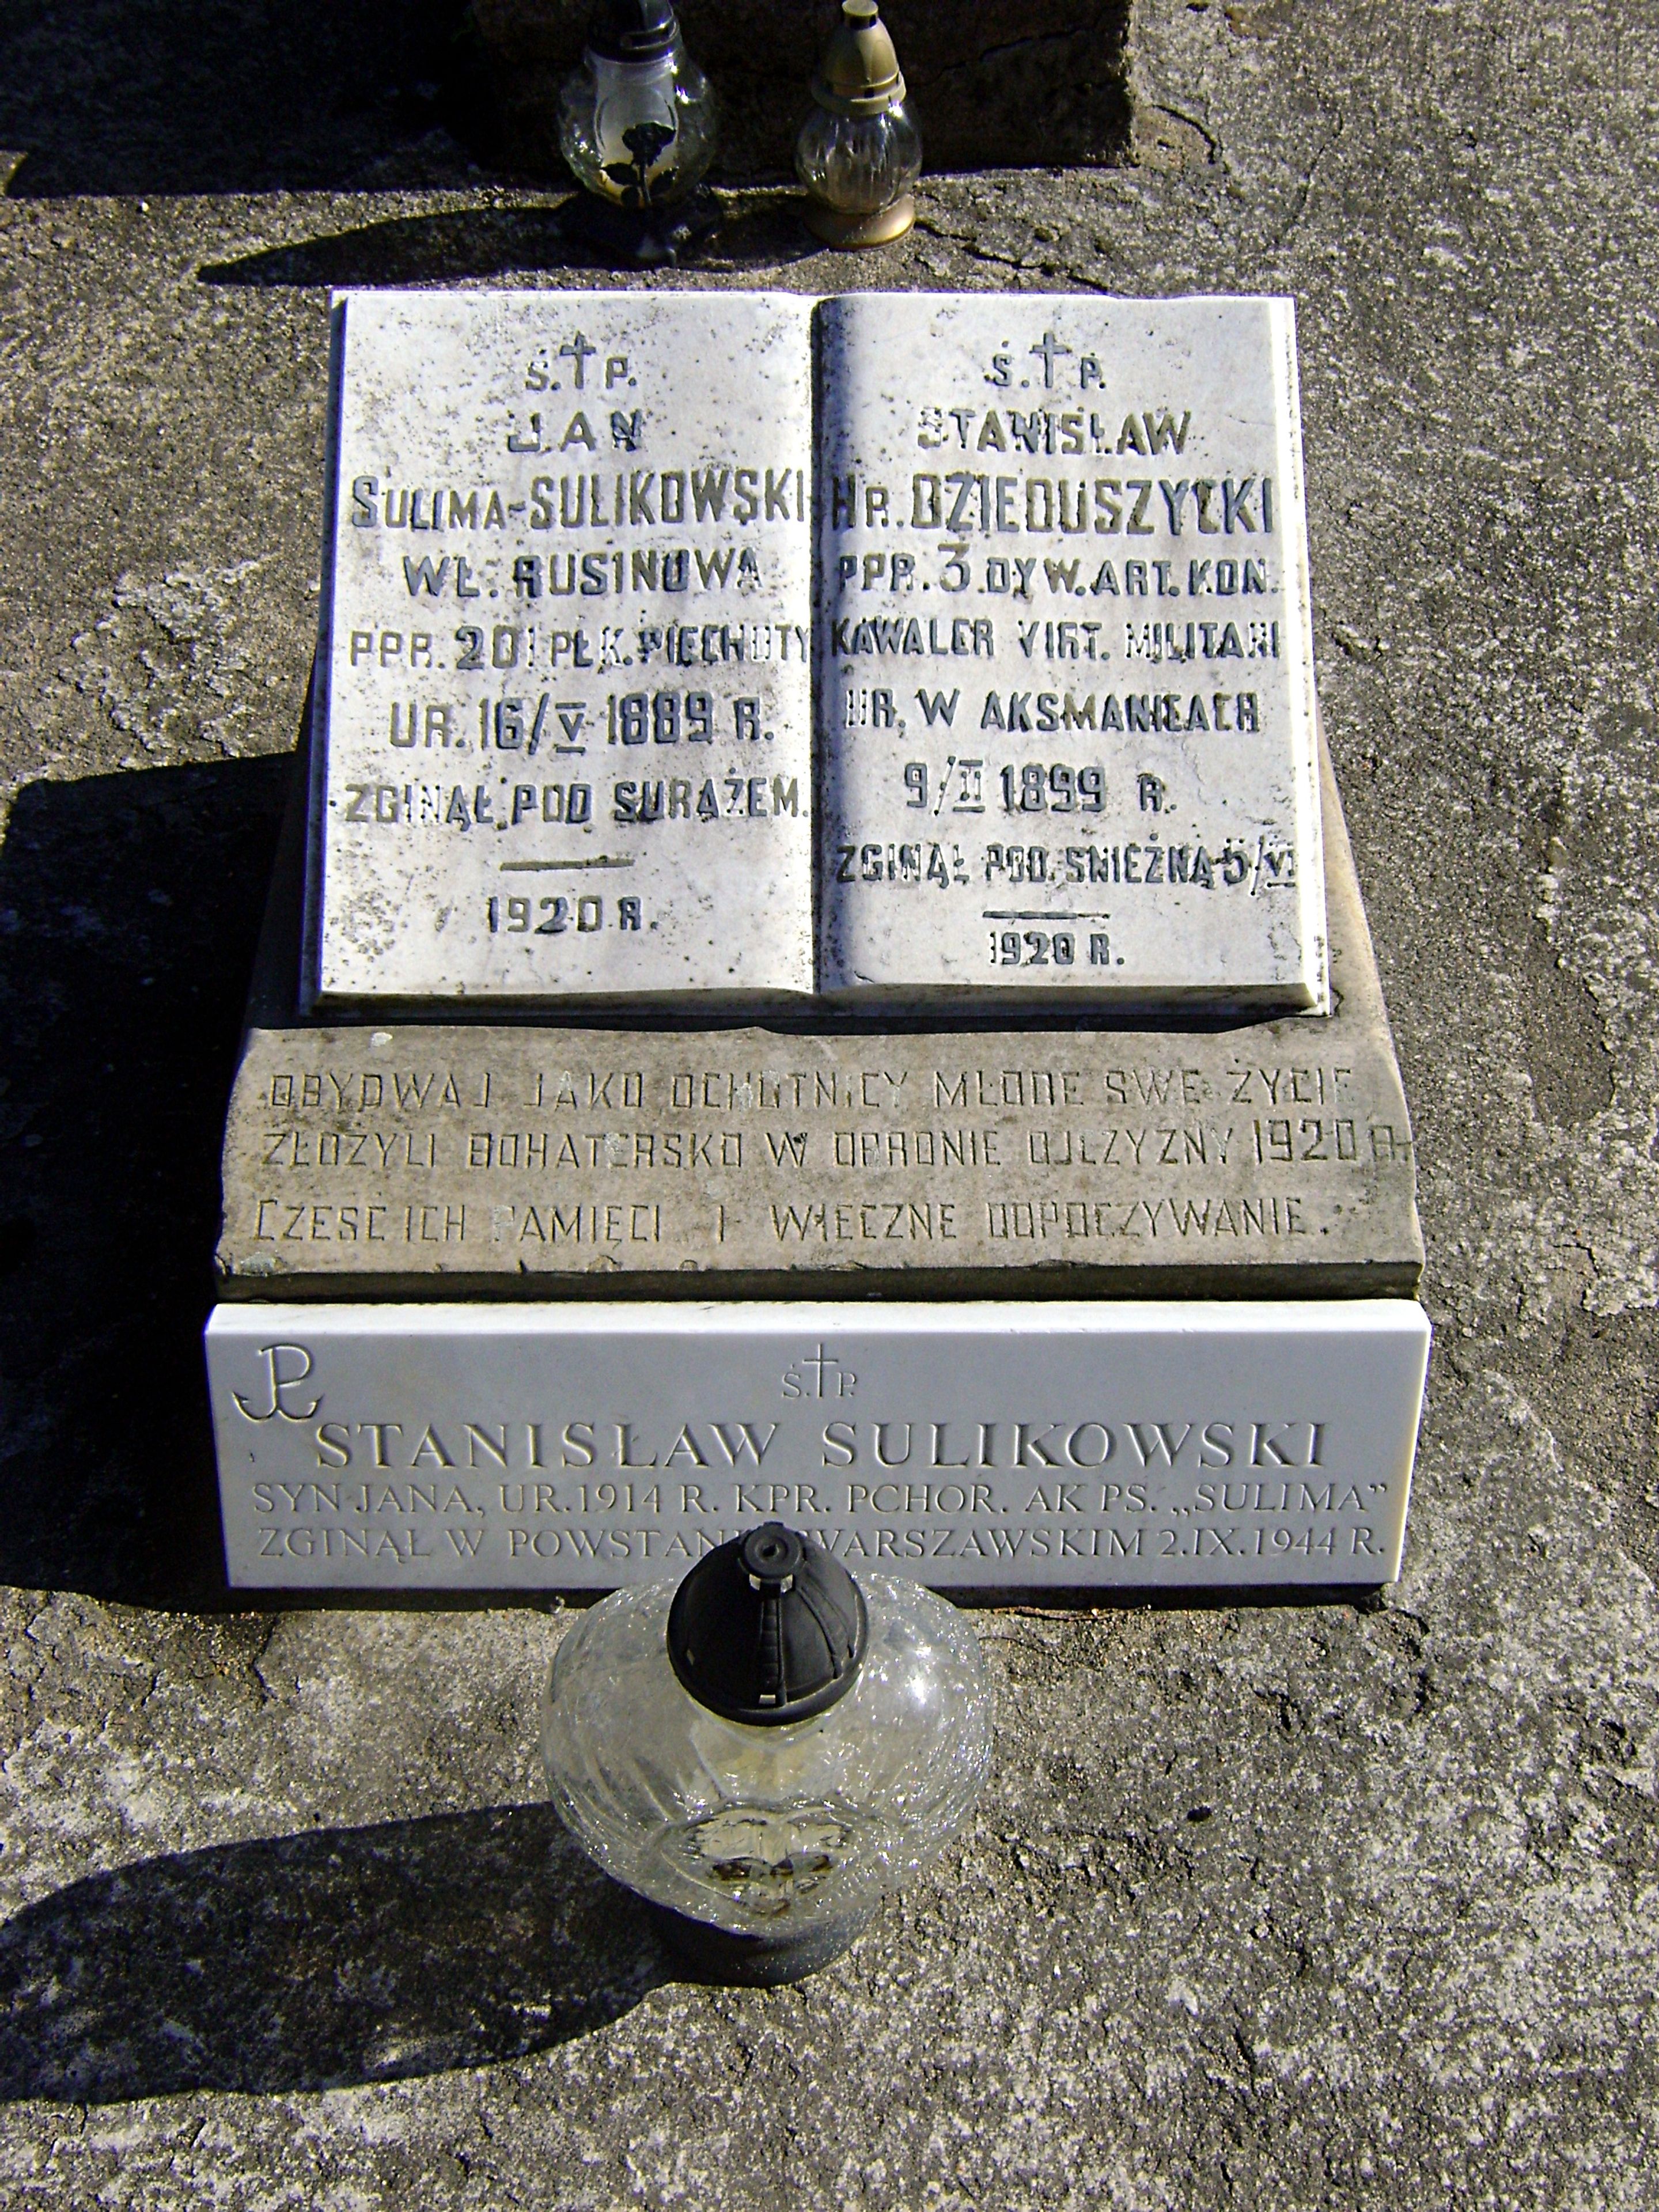 Ś. † P.
JAN
SULIMA-SULIKOWSKI
WŁ. RUSINOWA
PPR. 201 PŁK. PIECHOTY
UR. 16/V 1889 R.
ZGINĄŁ POD SURAŻEM.
1920 R.
Ś. † P.
STANISŁAW
HR. DZIEDUSZYCKI
PPR. 3 DYW. ART. KON.
KAWALER VIRT. MILITARI
UR, W AKSMANICACH
9/II 1899 R.
ZGINĄŁ POD ŚNIEŻNĄ 5/VI
1920 R.
OBYDWAJ JAKO OCHOTNICY MŁODE SWE ŻYCIE
ZŁOŻYLI BOHATERSKO W OBRONIE OJCZYZNY 1920 R.
CZEŚĆ ICH PAMIĘCI I WIECZNE ODPOCZYWANIE.
P
Ś.†P.
STANISŁAW SULIKOWSKI
SYN JANA, UR.1914 R. KPR. PCHOR. AK PS. „SULIMA”
ZGINĄŁ W WARSZAWSKIM 2.IX.1944 R.